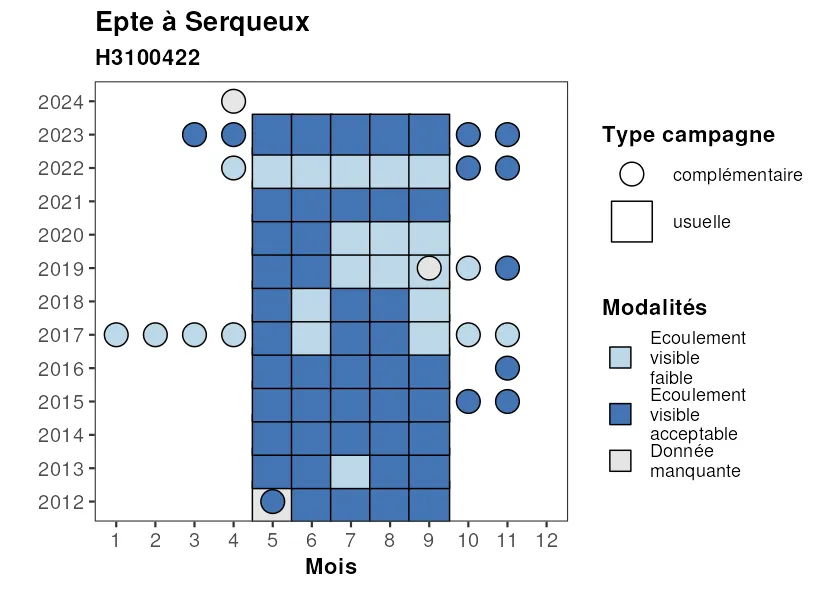 Epte à Serqueux
H3100422
2024
2023
2022
2021
2020
2019
2018
2017
2016
2015
2014
2013
2012
1 2 3 4 5 6 7 8 9 10 11 12
Mois
Type campagne
complémentaire
usuelle
Modalités
Ecoulement
visible
faible
Ecoulement
visible
acceptable
Donnée
manquante